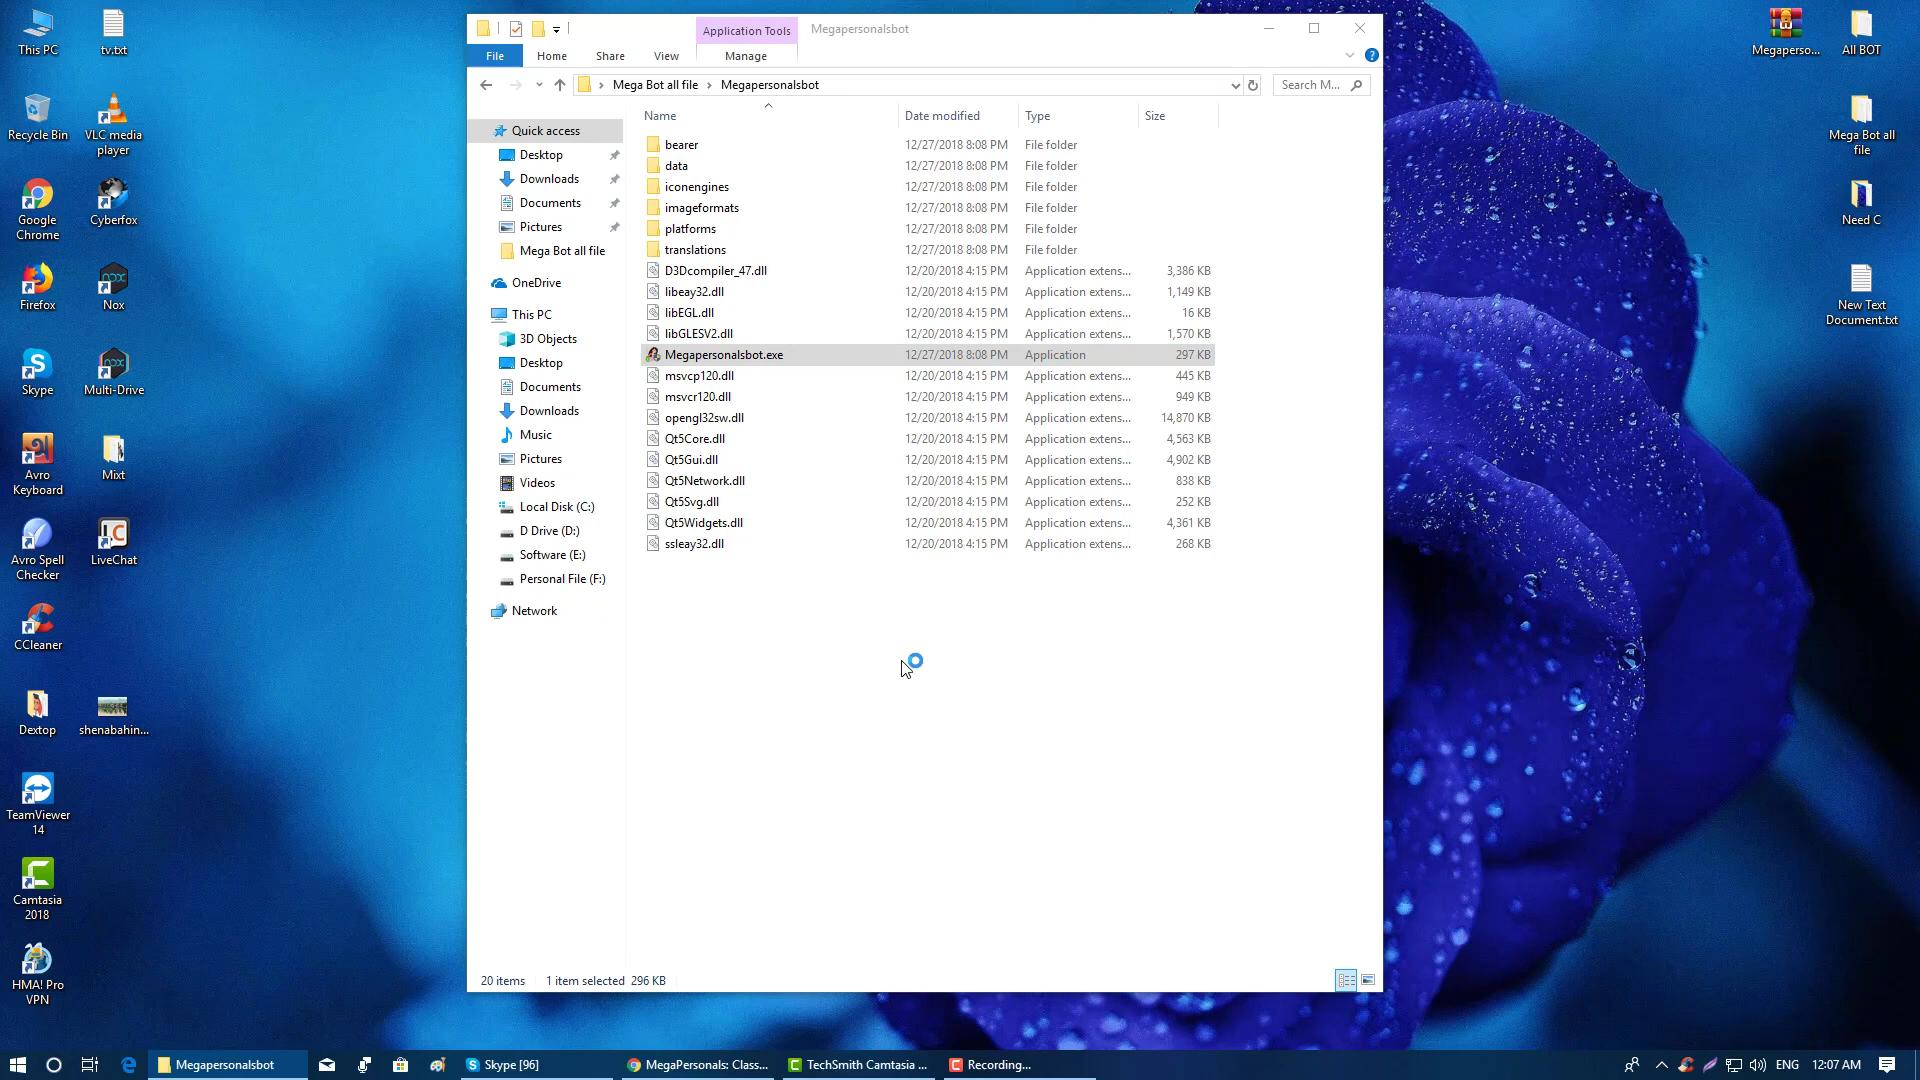 This PC
tv.txt
Recycle Bin
VLC media
player
Google
Chrome
Cyberfox
Firefox
Nox
Skype
Multi-Drive
Avro
Keyboard
Mixt
Avro Spell
Checker
LiveChat
CCleaner
Dextop
shenabahin...
TeamViewer
14
Camtasia
2018
HMA! Pro
VPN
Application Tools
Megapersonalsbot
File
Home
Share
View
Manage
Mega Bot all file
Megapersonalsbot
Search M...
Quick access
Desktop
Downloads
Documents
Pictures
Mega Bot all file
OneDrive
This PC
3D Objects
Desktop
Documents
Downloads
Music
Pictures
Videos
Local Disk (C:)
D Drive (D:)
Software (E:)
Personal File (F:)
Network
Name Date modified Type Size
bearer 12/27/2018 8:08 PM File folder
data 12/27/2018 8:08 PM File folder
iconengines 12/27/2018 8:08 PM File folder
imageformats 12/27/2018 8:08 PM File folder
platforms 12/27/2018 8:08 PM File folder
translations 12/27/2018 8:08 PM File folder
D3Dcompiler_47.dll 12/20/2018 4:15 PM Application extens... 3,386 KB
libeay32.dll 12/20/2018 4:15 PM Application extens... 1,149 KB
libEGL.dll 12/20/2018 4:15 PM Application extens... 16 KB
libGLESV2.dll 12/20/2018 4:15 PM Application extens... 1,570 KB
Megapersonalsbot.exe 12/27/2018 8:08 PM Application 297 KB
msvcp120.dll 12/20/2018 4:15 PM Application extens... 445 KB
msvcr120.dll 12/20/2018 4:15 PM Application extens... 949 KB
opengl32sw.dll 12/20/2018 4:15 PM Application extens... 14,870 KB
Qt5Core.dll 12/20/2018 4:15 PM Application extens... 4,563 KB
Qt5Gui.dll 12/20/2018 4:15 PM Application extens... 4,902 KB
Qt5Network.dll 12/20/2018 4:15 PM Application extens... 838 KB
Qt5Svg.dll 12/20/2018 4:15 PM Application extens... 252 KB
Qt5Widgets.dll 12/20/2018 4:15 PM Application extens... 4,361 KB
ssleay32.dll 12/20/2018 4:15 PM Application extens... 268 KB
20 items 1 item selected 296 KB
Megaperso...
All BOT
Mega Bot all
file
Need C
New Text
Document.txt
Megapersonalsbot
Skype [96]
MegaPersonals: Class...
TechSmith Camtasia ...
Recording...
ENG
12:07 AM